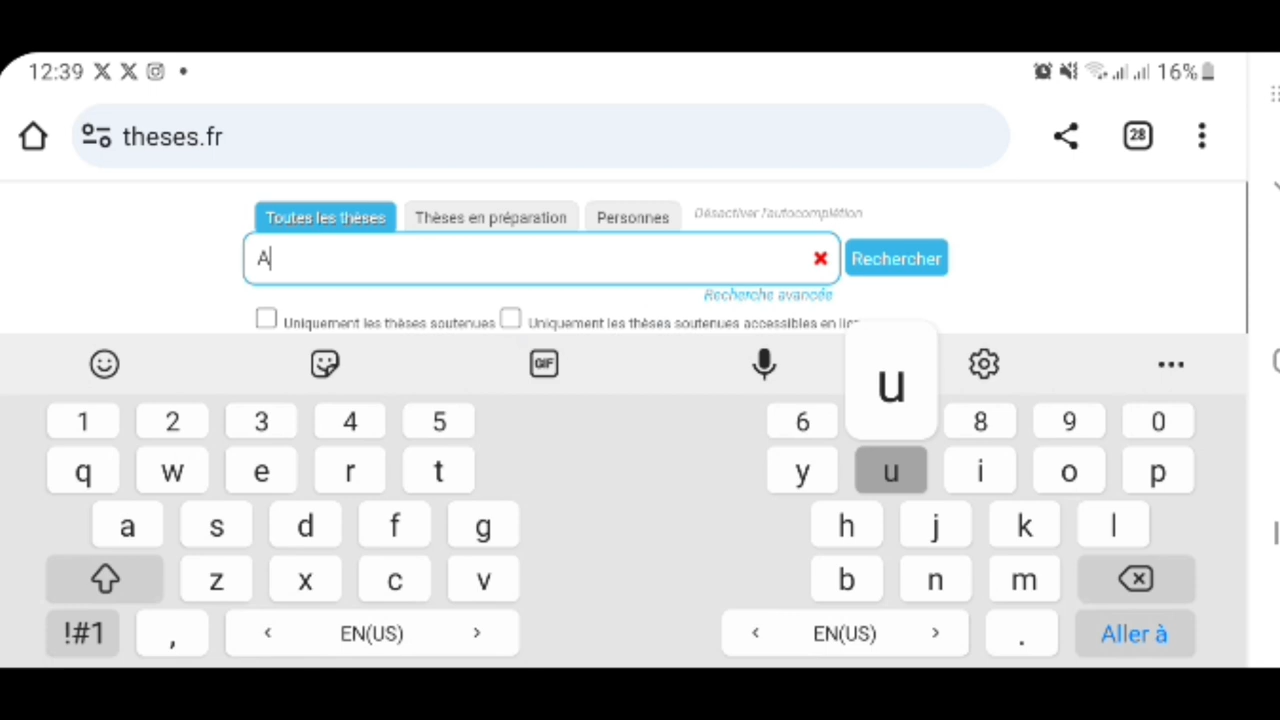 12:39 16%
theses.fr 28
Toutes les thèses Thèses en préparation Personnes Désactiver l'autocomplétion
A Rechercher
Recherche avancée
Uniquement les thèses soutenues Uniquement les thèses soutenues accessibles en
GIF u
1 2 3 4 5 6 8 9 0
q w e r t y u i o p
a s d f g h j k l
z x c v b n m
!#1 , < EN(US) > < EN(US) > . Aller à